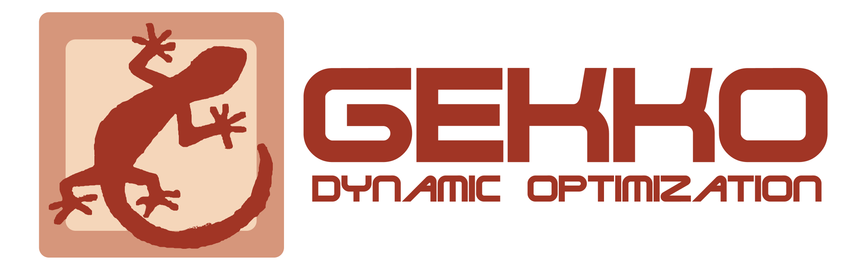 GEKKO
DYNAMIC OPTIMIZATION